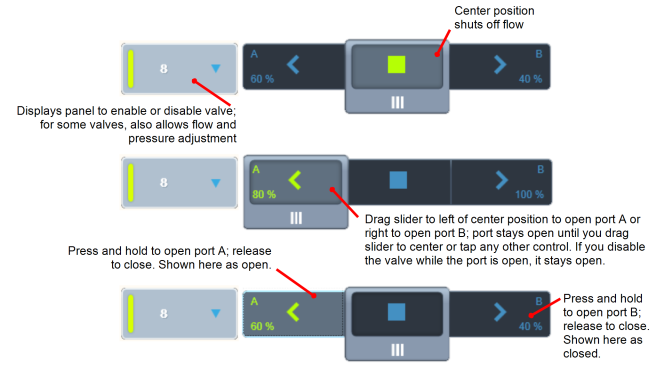 Center position
shuts off flow
8
A
60 %
B
40 %
Displays panel to enable or disable valve;
for some valves, also allows flow and
pressure adjustment
8
A
80 %
B
100 %
Drag slider to left of center position to open port A or
right to open port B; port stays open until you drag
slider to center or tap any other control. If you disable
the valve while the port is open, it stays open.
Press and hold to open port A; release
to close. Shown here as open.
8
A
60 %
B
40 %
Press and hold
to open port B;
release to close.
Shown here as
closed.